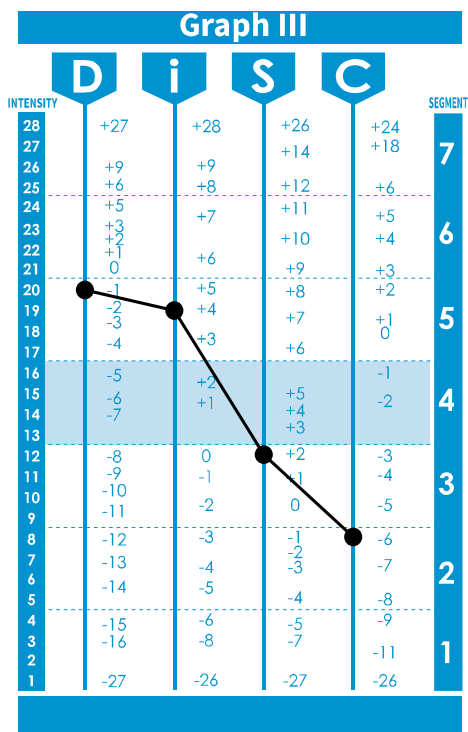 Graph III
D i S C
INTENSITY SEGMENT
28 +27 +28 +26 +24
27 +14 +18 7
26 +9 +9
25 +6 +8 +12 +6
24 +5 +7 +11 +5
23 +3 6
+2 +10 +4
22 +1 +6
21 0 +9 +3
20 -1 +5 +8 +2
19 -2 +4 +7 +1 5
18 -3 +3 0
17 -4 +6
16 -5 +2 -1
15 -6 +1 +5 -2 4
14 -7 +4
13 +3
12 -8 0 +2 -3
11 -9 -1 +1 -4 3
10 -10 -2 0 -5
9 -11
8 -12 -3 -1 -6
-2
7 -13 -4 -3 -7 2
6 -14 -5
5 -4 -8
4 -15 -6 -5 -9
3 -16 -8 -7 1
2 -11
1 -27 -26 -27 -26